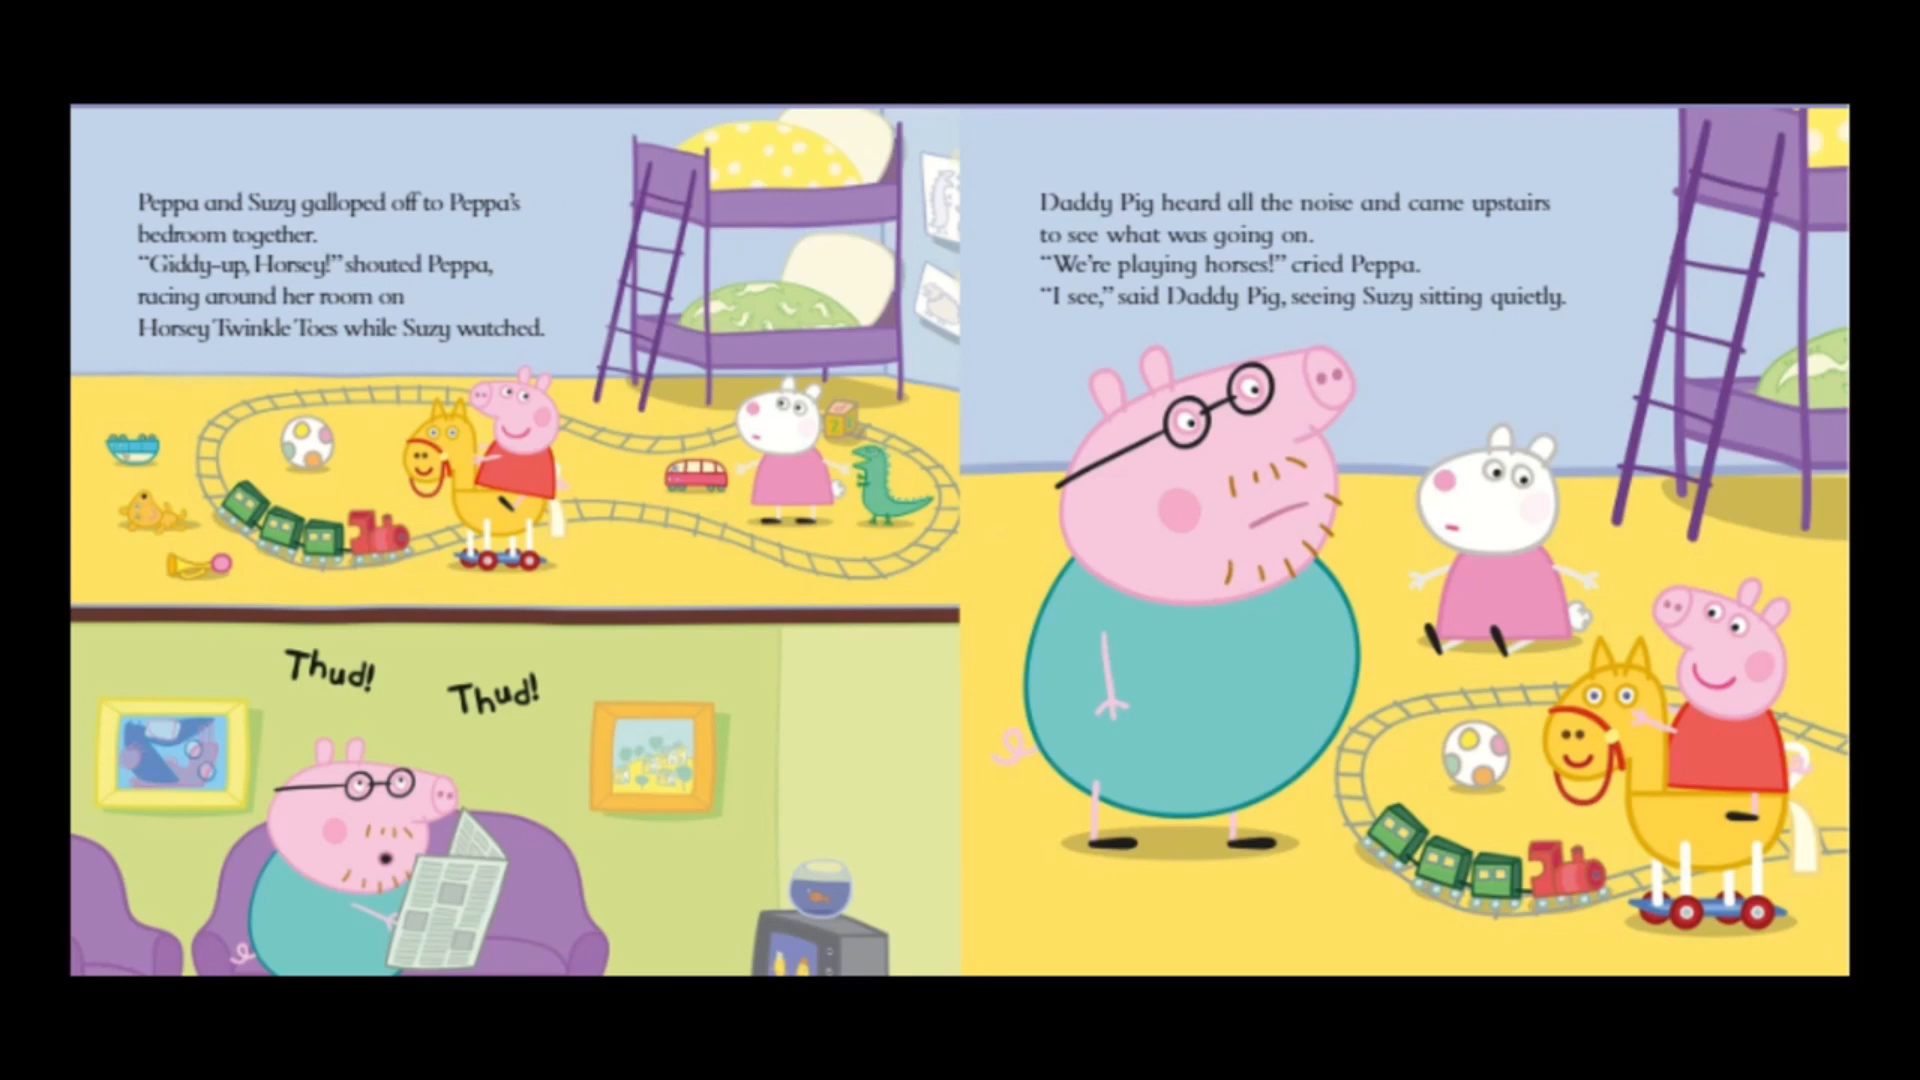 Peppa and Suzy galloped off to Peppa's
bedroom together.
“Giddy-up, Horsey!” shouted Peppa,
racing around her room on
Horsey Twinkle Toes while Suzy watched.
Thud!
Thud!
Daddy Pig heard all the noise and came upstairs
to see what was going on.
“We're playing horses!” cried Peppa.
“I see,” said Daddy Pig, seeing Suzy sitting quietly.